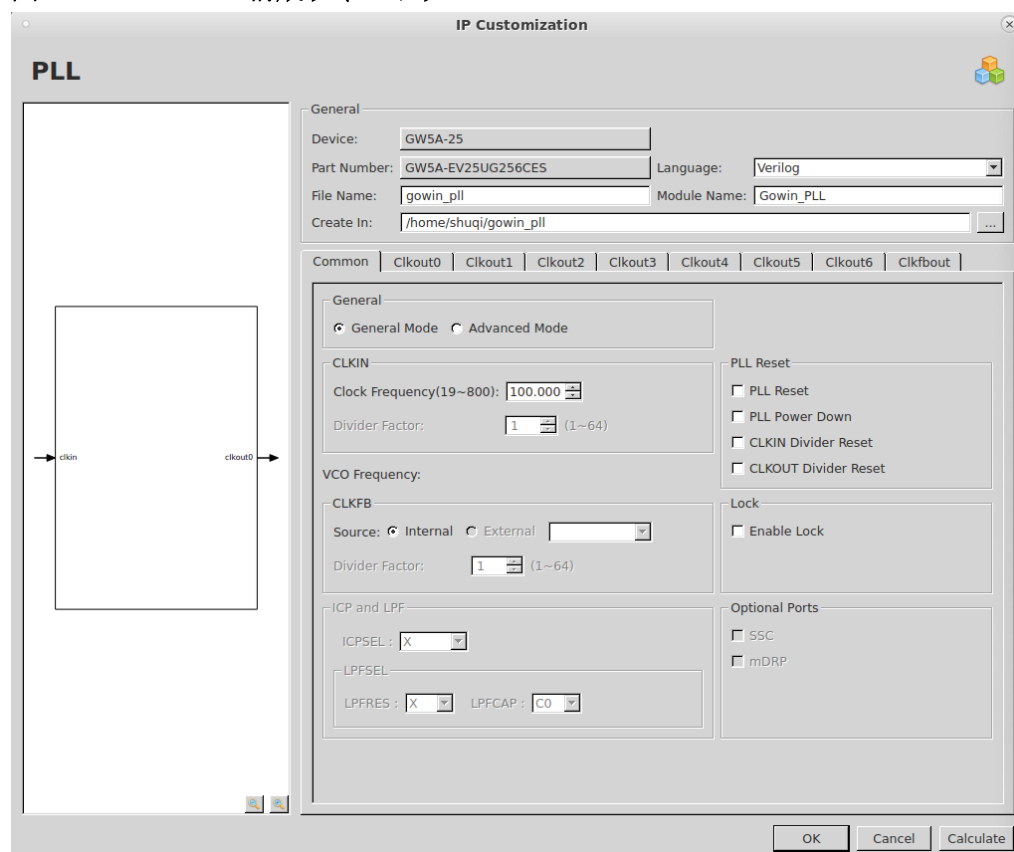 IP Customization
PLL
General
Device: GW5A-25
Part Number: GW5A-EV25UG256CES Language: Verilog
File Name: gowin_pll Module Name: Gowin_PLL
Create In: /home/shuqi/gowin_pll ...
Common Clkout0 Clkout1 Clkout2 Clkout3 Clkout4 Clkout5 Clkout6 Clkfbout
General
General Mode Advanced Mode
CLKIN
Clock Frequency(19~800): 100.000
Divider Factor: 1 (1~64)
PLL Reset
PLL Reset
PLL Power Down
CLKIN Divider Reset
CLKOUT Divider Reset
clkin clkout0
VCO Frequency:
CLKFB
Source: Internal External
Divider Factor: 1 (1~64)
Lock
Enable Lock
ICP and LPF
ICPSEL : X
LPFSEL
LPFRES : X LPFCAP : C0
Optional Ports
SSC
mDRP
OK Cancel Calculate